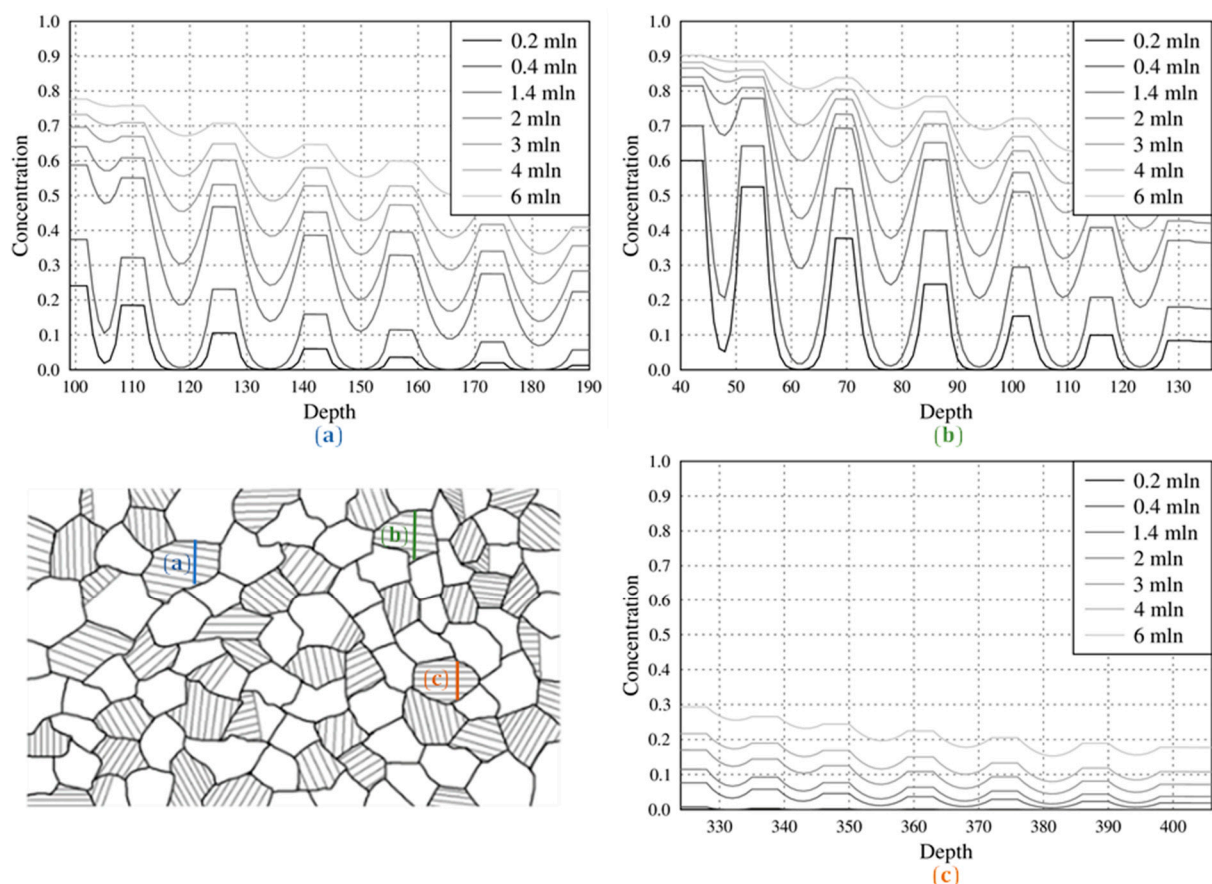 1.0
0.9
0.8
0.7
0.6
0.5
0.4
0.3
0.2
0.1
0.0
Concentration
0.2 mln
0.4 mln
1.4 mln
2 mln
3 mln
4 mln
6 mln
100 110 120 130 140 150 160 170 180 190
Depth
(a)
1.0
0.9
0.8
0.7
0.6
0.5
0.4
0.3
0.2
0.1
0.0
Concentration
0.2 mln
0.4 mln
1.4 mln
2 mln
3 mln
4 mln
6 mln
40 50 60 70 80 90 100 110 120 130
Depth
(b)
(a)
(b)
(c)
1.0
0.9
0.8
0.7
0.6
0.5
0.4
0.3
0.2
0.1
0.0
Concentration
0.2 mln
0.4 mln
1.4 mln
2 mln
3 mln
4 mln
6 mln
330 340 350 360 370 380 390 400
Depth
(c)